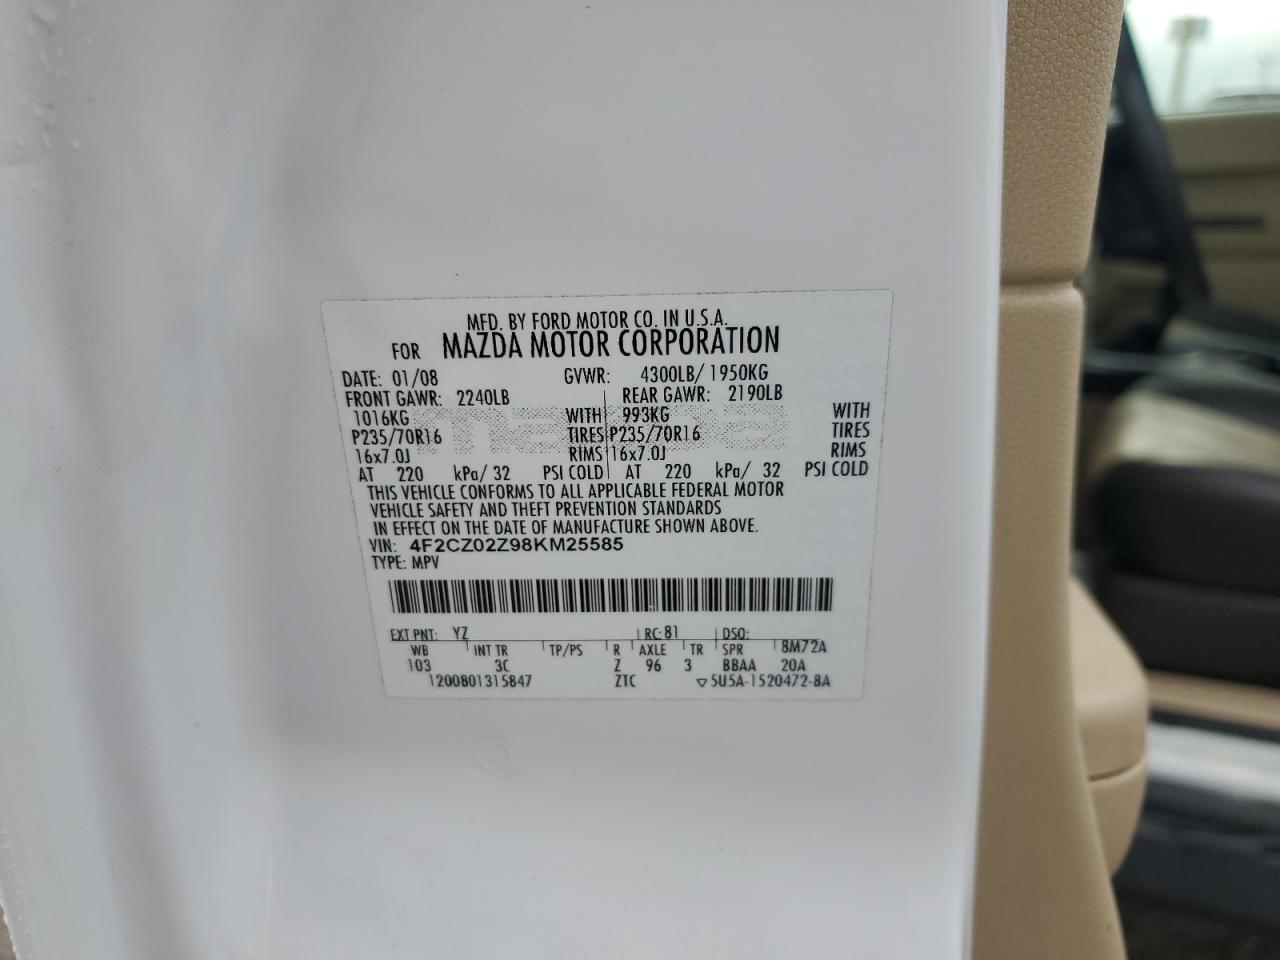 MFD. BY FORD MOTOR CO. IN U.S.A.
FOR MAZDA MOTOR CORPORATION
DATE: 01/08 GVWR: 4300LB/ 1950KG
FRONT GAWR: 2240LB REAR GAWR: 2190LB
1016KG WITH 993KG WITH
P235/70R16 TIRES P235/70R16 TIRES
16x7.0J RIMS 16x7.0J RIMS
AT 220 kPa/ 32 PSI COLD AT 220 kPa/ 32 PSI COLD
THIS VEHICLE CONFORMS TO ALL APPLICABLE FEDERAL MOTOR
VEHICLE SAFETY AND THEFT PREVENTION STANDARDS
IN EFFECT ON THE DATE OF MANUFACTURE SHOWN ABOVE.
VIN: 4F2CZ02Z98KM25585
TYPE: MPV
EXT PNT: YZ RC: 81 DSO:
WB INT TR TP/PS R AXLE TR SPR 8M72A
103 3C Z 96 3 BBAA 20A
1200801315847 ZTC ▽5U5A-1520472-BA